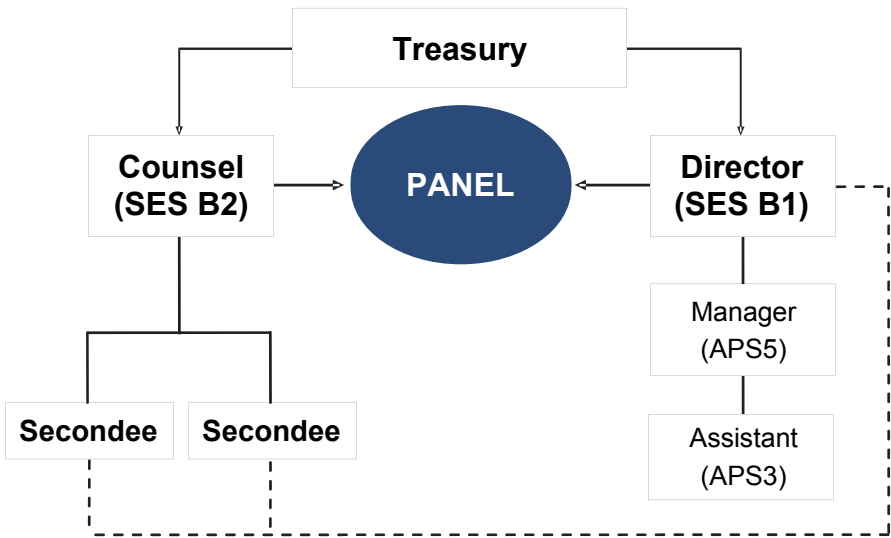 Treasury
Counsel
(SES B2)
PANEL
Director
(SES B1)
Manager
(APS5)
Secondee
Secondee
Assistant
(APS3)